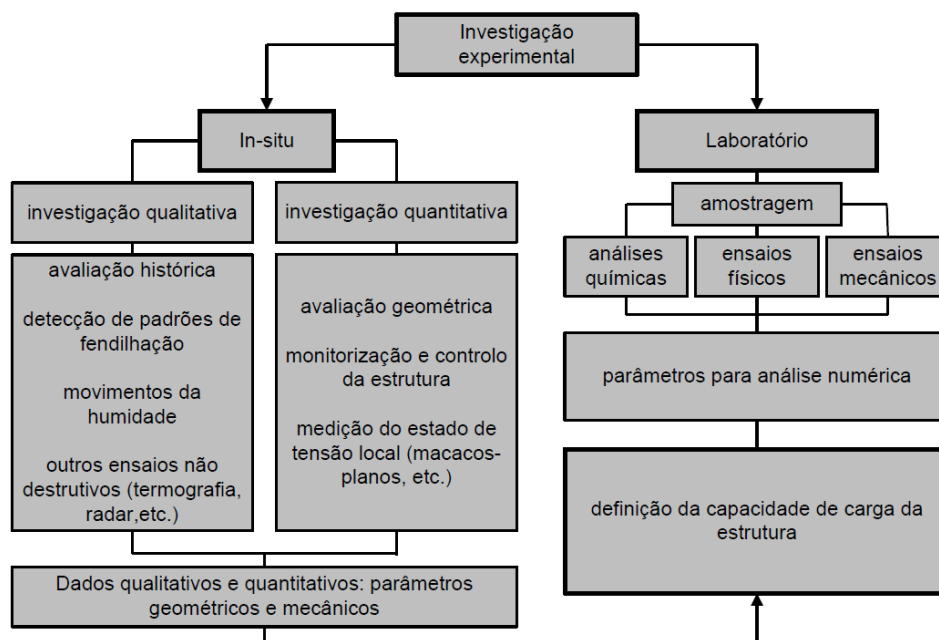 Investigação
experimental
In-situ
Laboratório
investigação qualitativa
investigação quantitativa
amostragem
análises
químicas
ensaios
físicos
ensaios
mecânicos
avaliação histórica
detecção de padrões de
fendilhação
movimentos da
humidade
outros ensaios não
destrutivos (termografia,
radar,etc.)
avaliação geométrica
monitorização e controlo
da estrutura
medição do estado de
tensão local (macacos-
planos, etc.)
parâmetros para análise numérica
definição da capacidade de carga da
estrutura
Dados qualitativos e quantitativos: parâmetros
geométricos e mecânicos